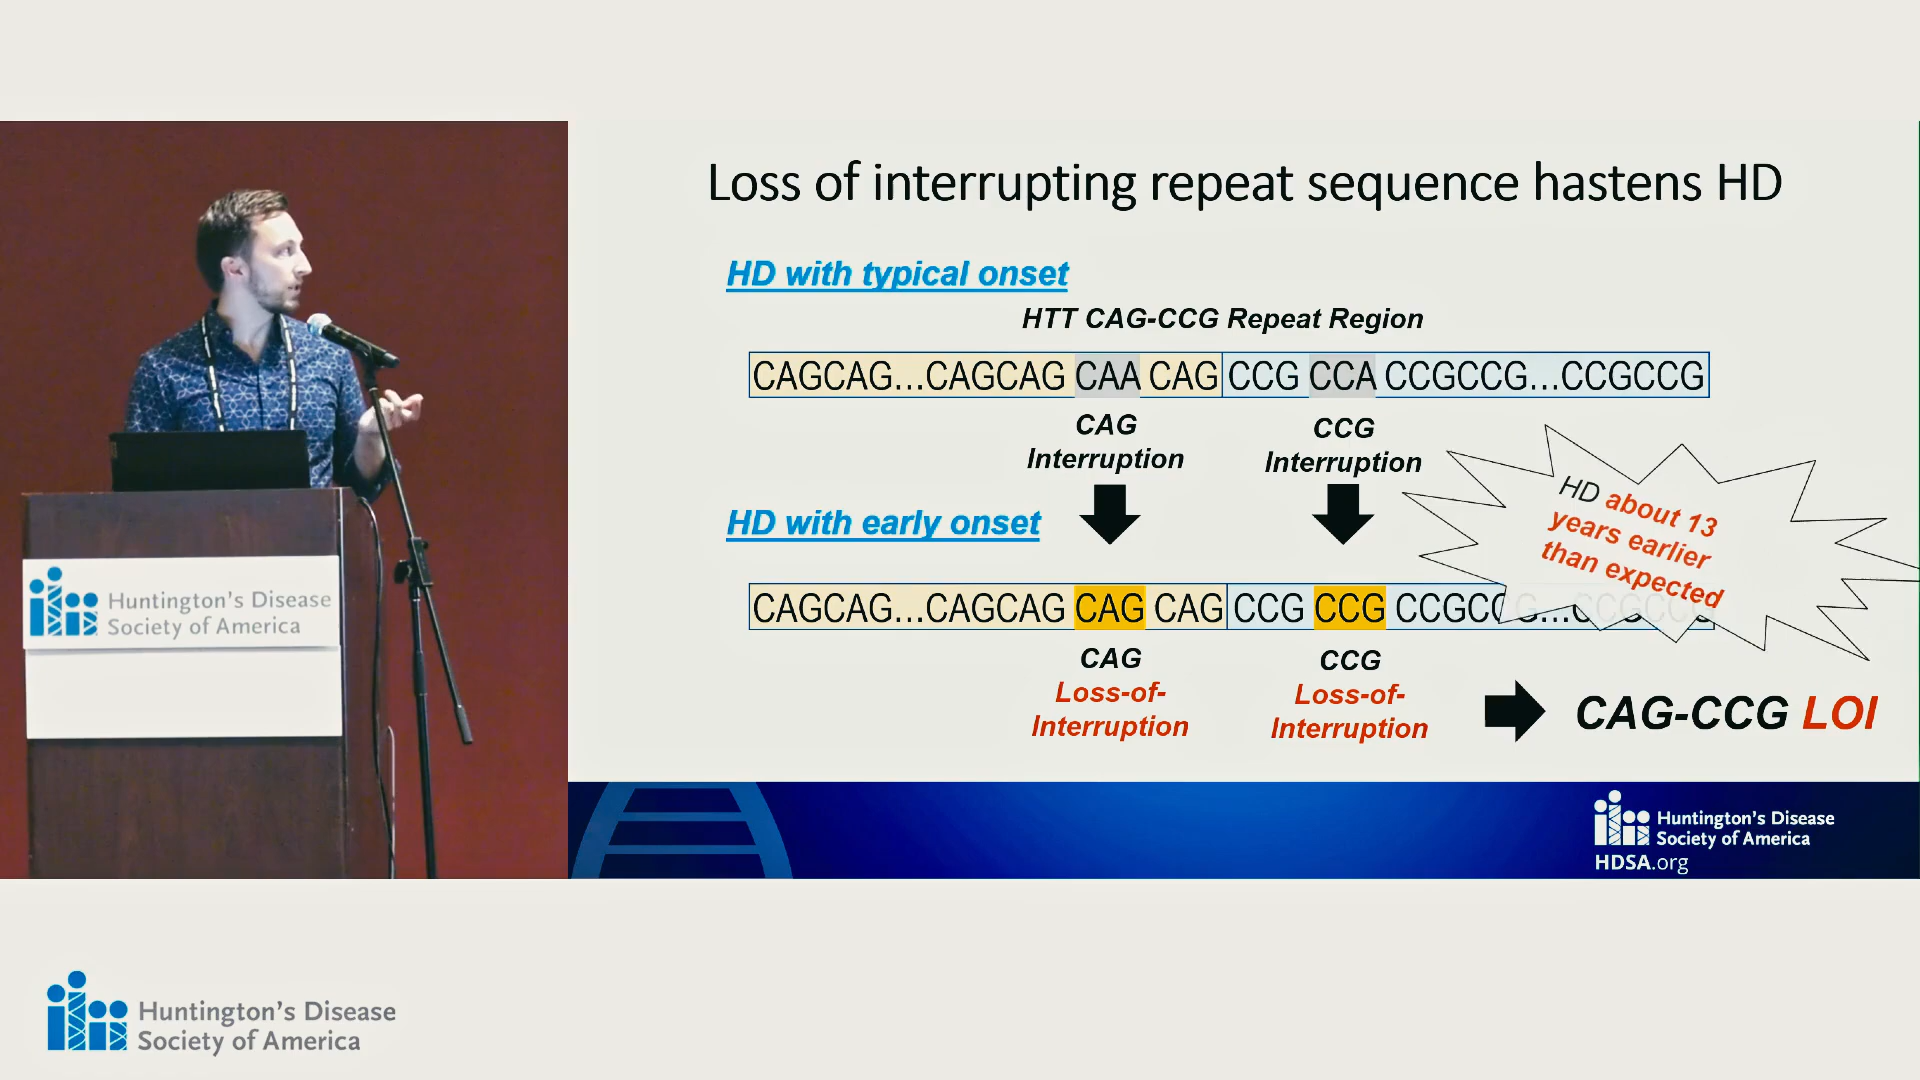 Loss of interrupting repeat sequence hastens HD
HD with typical onset
HTT CAG-CCG Repeat Region
CAGCAG...CAGCAG CAA CAG CCG CCA CCGCCG...CCGCCG
CAG
Interruption
CCG
Interruption
HD about 13
years earlier
than expected
HD with early onset
CAGCAG...CAGCAG CAG CAG CCG CCG CCGCCG...CCGCCG
CAG
Loss-of-
Interruption
CCG
Loss-of-
Interruption
CAG-CCG LOI
Huntington's Disease
Society of America
HDSA.org
Huntington's Disease
Society of America
Huntington's Disease
Society of America